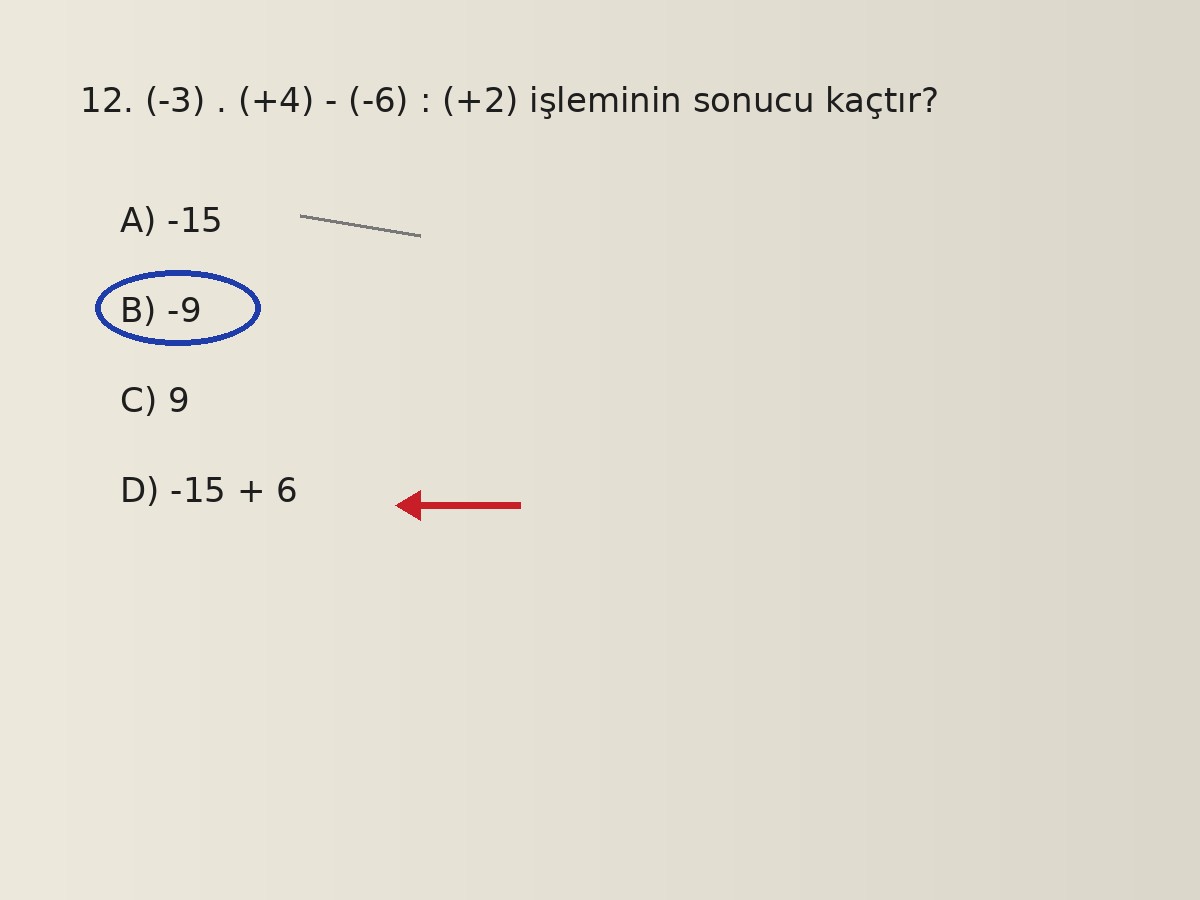 12. (-3) . (+4) - (-6) : (+2) işleminin sonucu kaçtır?
A) -15
B) -9
C) 9
D) -15 + 6